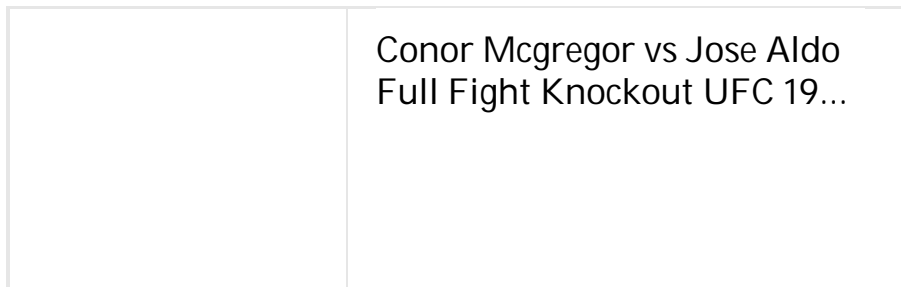 Conor Mcgregor vs Jose Aldo
Full Fight Knockout UFC 19...